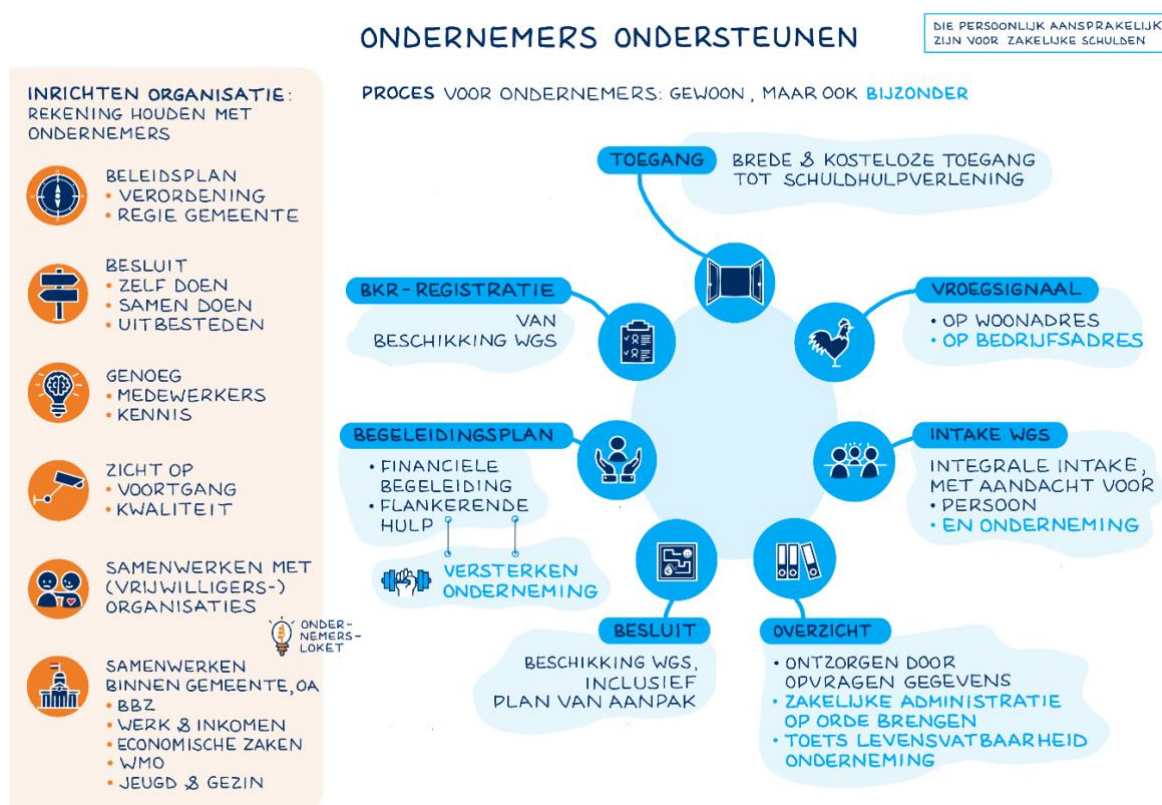 ONDERNEMERS ONDERSTEUNEN
DIE PERSOONLIJK AANSPRAKELIJK
ZIJN VOOR ZAKELIJKE SCHULDEN
INRICHTEN ORGANISATIE:
REKENING HOUDEN MET
ONDERNEMERS
BELEIDSPLAN
• VERORDENING
• REGIE GEMEENTE
BESLUIT
• ZELF DOEN
• SAMEN DOEN
• UITBESTEDEN
GENOEG
• MEDEWERKERS
• KENNIS
ZICHT OP
• VOORTGANG
• KWALITEIT
SAMENWERKEN MET
(VRIJWILLIGERS-)
ORGANISATIES
ONDER-
NEMERS-
LOKET
SAMENWERKEN
BINNEN GEMEENTE, OA
• BBZ
• WERK & INKOMEN
• ECONOMISCHE ZAKEN
• WMO
• JEUGD & GEZIN
PROCES VOOR ONDERNEMERS: GEWOON, MAAR OOK BIJZONDER
TOEGANG
BREDE & KOSTELOZE TOEGANG
TOT SCHULDHULPVERLENING
VROEGSIGNAAL
• OP WOONADRES
• OP BEDRIJFSADRES
INTAKE WGS
INTEGRALE INTAKE,
MET AANDACHT VOOR
• PERSOON
• EN ONDERNEMING
OVERZICHT
• ONTZORGEN DOOR
OPVRAGEN GEGEVENS
• ZAKELIJKE ADMINISTRATIE
OP ORDE BRENGEN
• TOETS LEVENSVATBAARHEID
ONDERNEMING
BESLUIT
BESCHIKKING WGS,
INCLUSIEF
PLAN VAN AANPAK
BEGELEIDINGSPLAN
• FINANCIELE
BEGELEIDING
• FLANKERENDE
HULP
VERSTERKEN
ONDERNEMING
BKR-REGISTRATIE
VAN
BESCHIKKING WGS